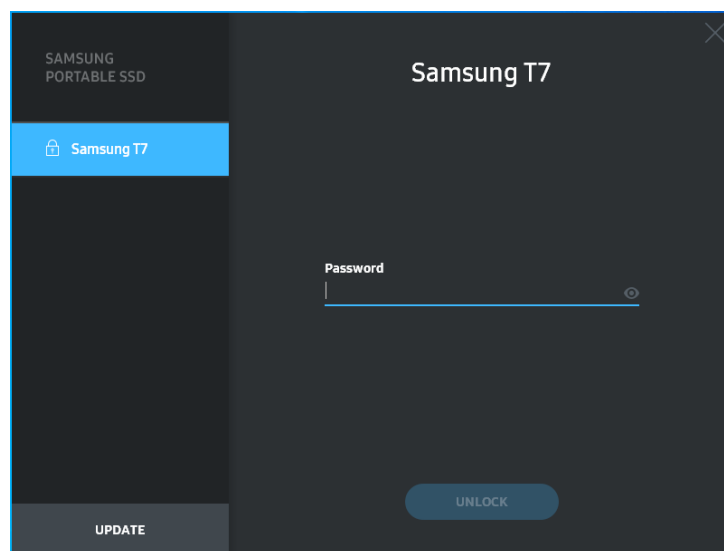 SAMSUNG
PORTABLE SSD
Samsung T7
Samsung T7
Password
UNLOCK
UPDATE